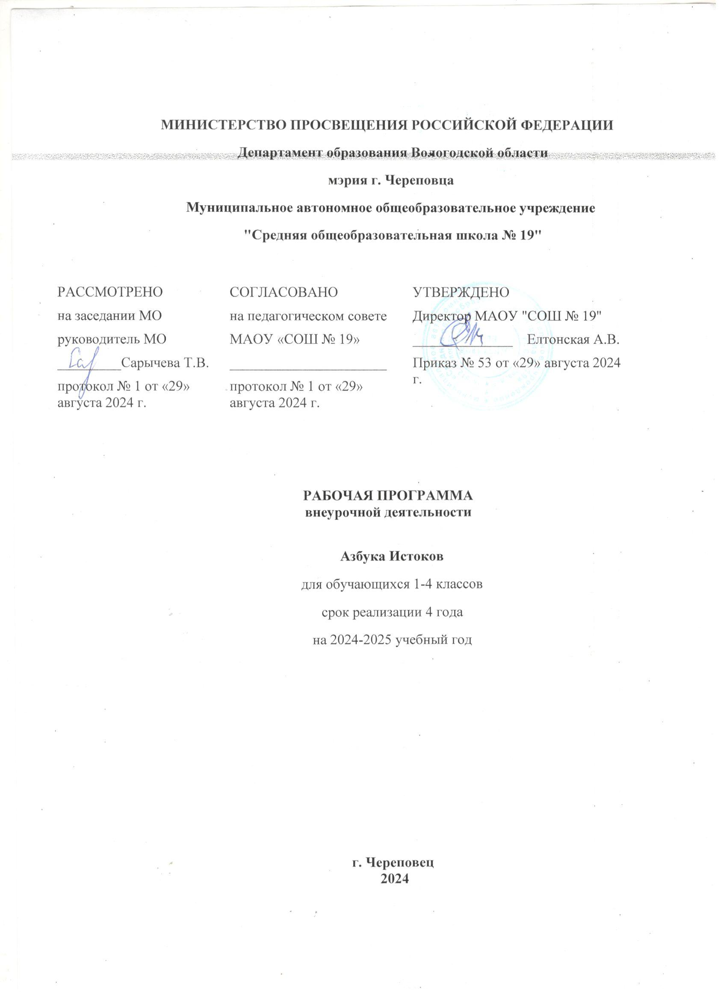 МИНИСТЕРСТВО ПРОСВЕЩЕНИЯ РОССИЙСКОЙ ФЕДЕРАЦИИ
Департамент образования Вологодской области
мэрия г. Череповца
Муниципальное автономное общеобразовательное учреждение
"Средняя общеобразовательная школа № 19"
РАССМОТРЕНО
на заседании МО
руководитель МО
__________Сарычева Т.В.
протокол № 1 от «29»
августа 2024 г.
СОГЛАСОВАНО
на педагогическом совете
МАОУ «СОШ № 19»
протокол № 1 от «29»
августа 2024 г.
УТВЕРЖДЕНО
Директор МАОУ "СОШ № 19"
________________ Елтонская А.В.
Приказ № 53 от «29» августа 2024
г.
РАБОЧАЯ ПРОГРАММА
внеурочной деятельности
Азбука Истоков
для обучающихся 1-4 классов
срок реализации 4 года
на 2024-2025 учебный год
г. Череповец
2024